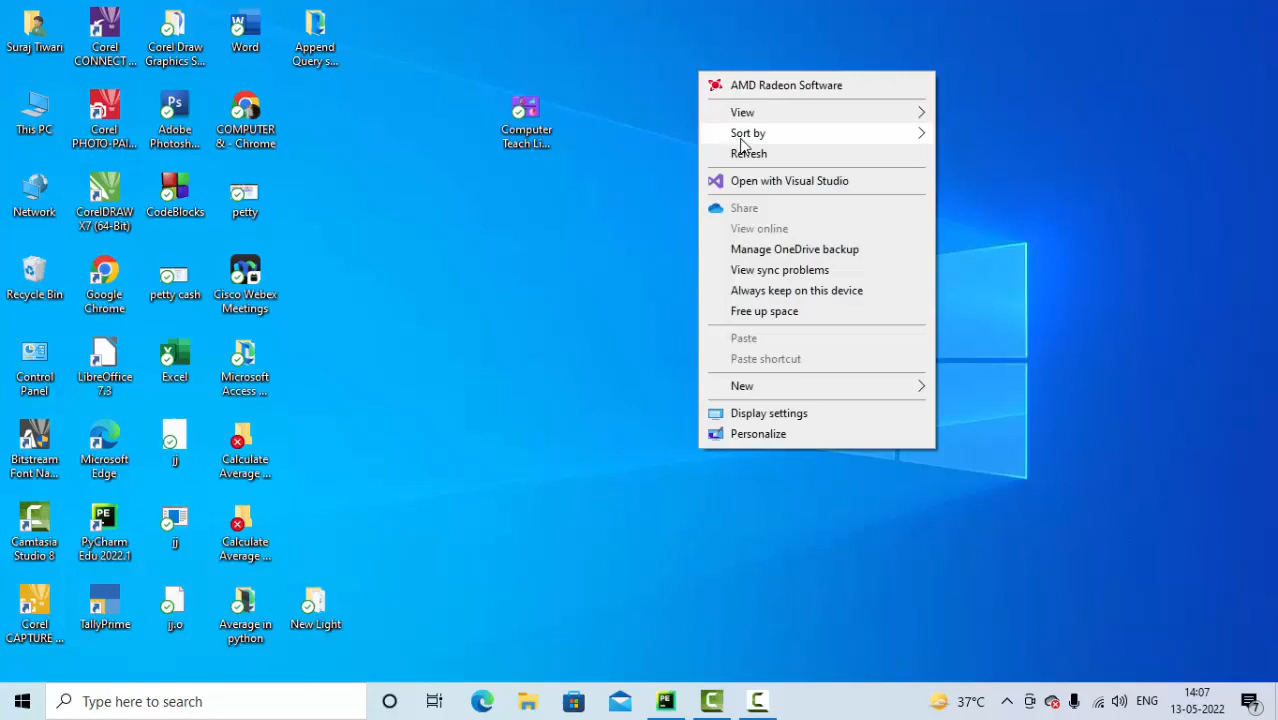 Suraj Tiwari
Corel
CONNECT ...
Corel Draw
Graphics S...
Word
Append
Query s...
This PC
Corel
PHOTO-PAI...
Adobe
Photosh...
COMPUTER
& - Chrome
Computer
Teach Li...
Network
CorelDRAW
X7 (64-Bit)
CodeBlocks
petty
Recycle Bin
Google
Chrome
petty cash
Cisco Webex
Meetings
Control
Panel
LibreOffice
7.3
Excel
Microsoft
Access ...
Bitstream
Font Na...
Microsoft
Edge
jj
Calculate
Average ...
Camtasia
Studio 8
PyCharm
Edu 2022.1
jj
Calculate
Average ...
Corel
CAPTURE ...
TallyPrime
jj.o
Average in
python
New Light
AMD Radeon Software
View
Sort by
Refresh
Open with Visual Studio
Share
View online
Manage OneDrive backup
View sync problems
Always keep on this device
Free up space
Paste
Paste shortcut
New
Display settings
Personalize
Type here to search
37°C
ENG
14:07
13-05-2022
7